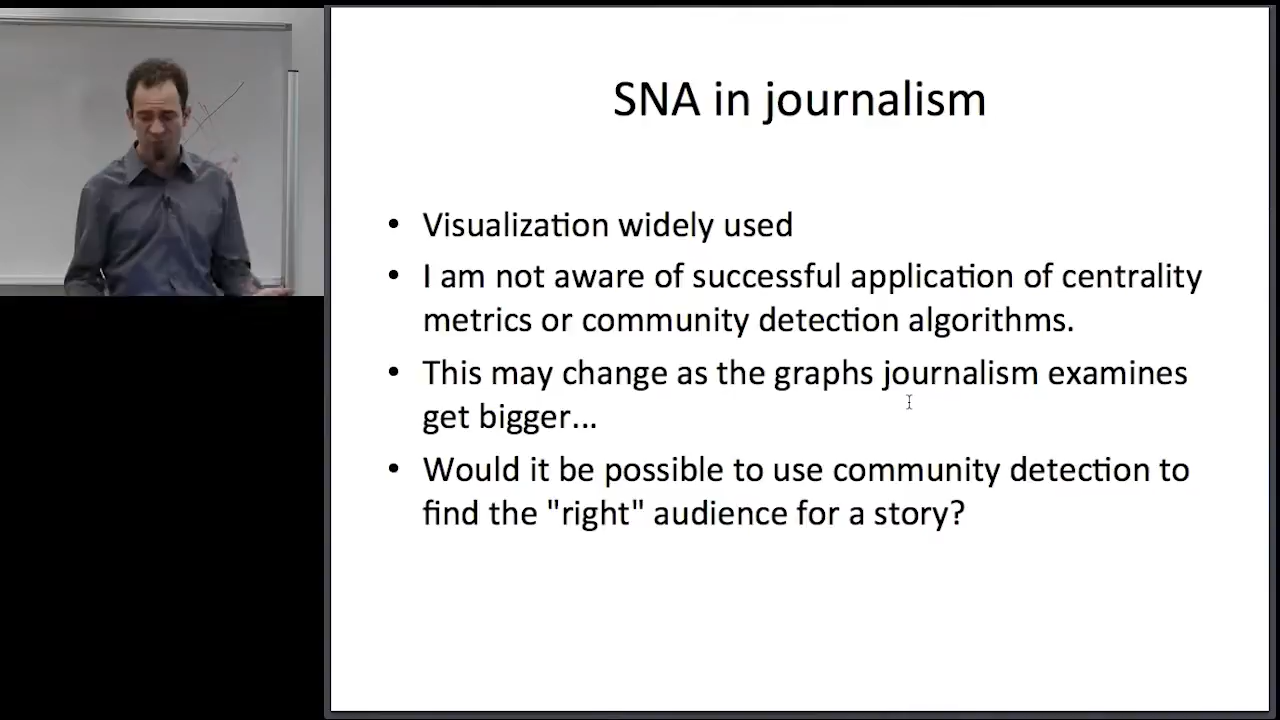 SNA in journalism
• Visualization widely used
• I am not aware of successful application of centrality
metrics or community detection algorithms.
• This may change as the graphs journalism examines
get bigger...
• Would it be possible to use community detection to
find the "right" audience for a story?